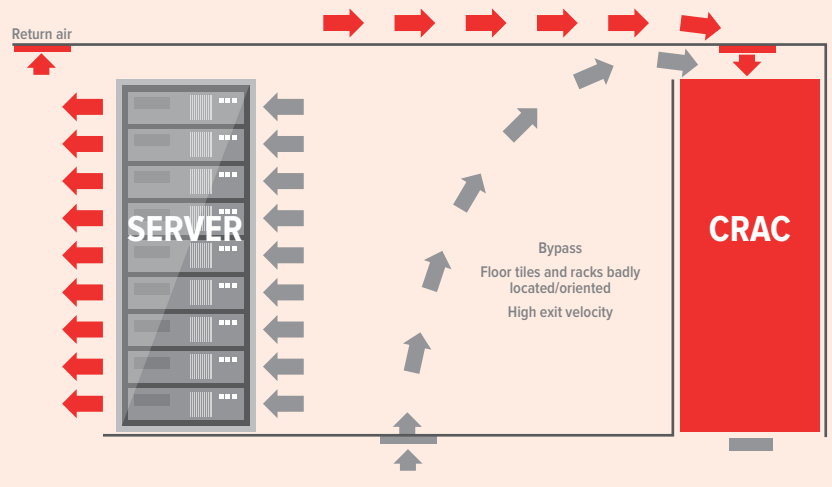 Return air
SERVER
CRAC
Bypass
Floor tiles and racks badly
located/oriented
High exit velocity